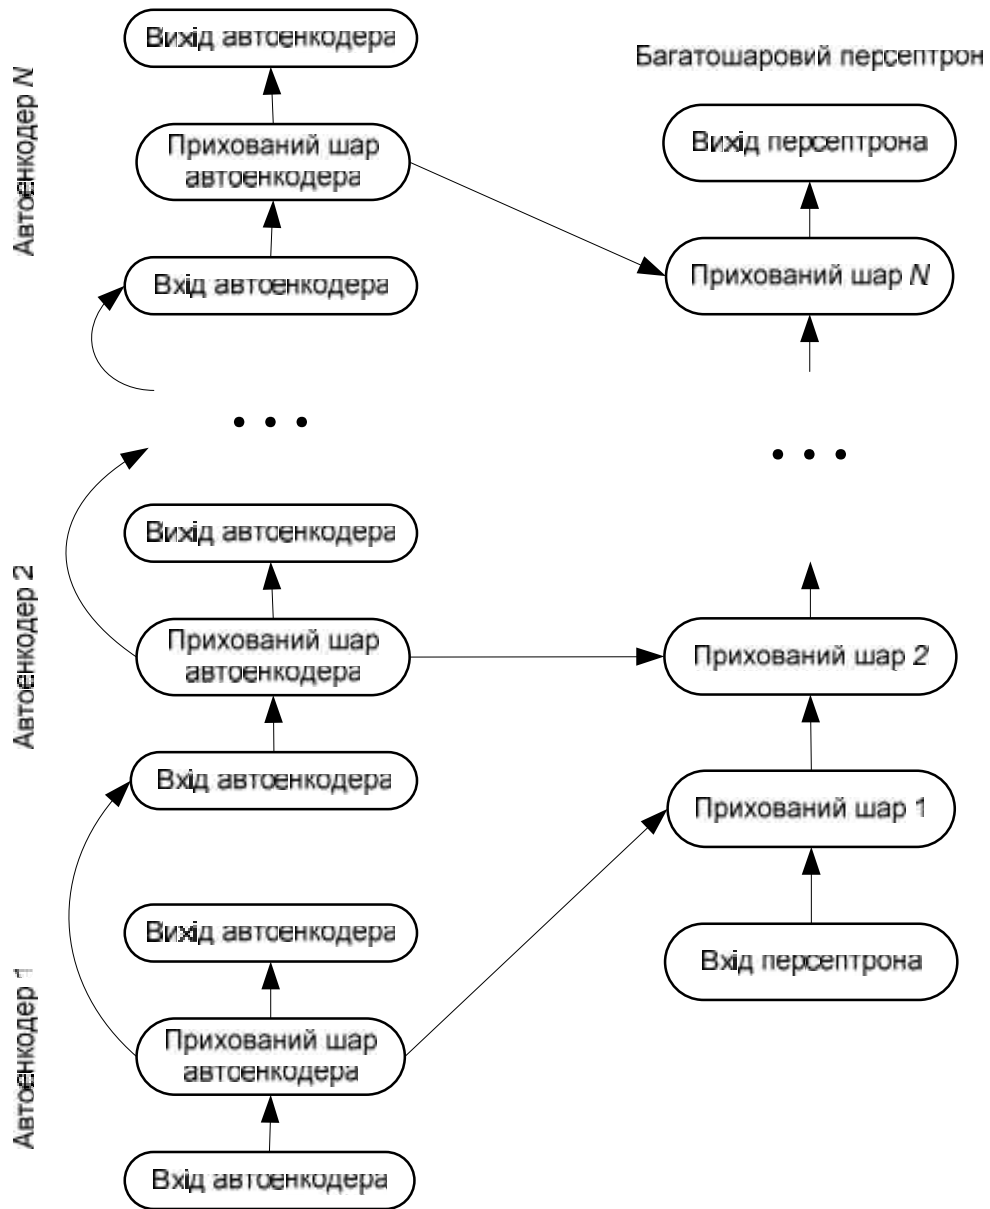 Автоенкодер N
Вихід автоенкодера
Прихований шар
автоенкодера
Вхід автоенкодера
Автоенкодер 2
Вихід автоенкодера
Прихований шар
автоенкодера
Вхід автоенкодера
Автоенкодер 1
Вихід автоенкодера
Прихований шар
автоенкодера
Вхід автоенкодера
Багатошаровий персептрон
Вихід персептрона
Прихований шар N
Прихований шар 2
Прихований шар 1
Вхід персептрона